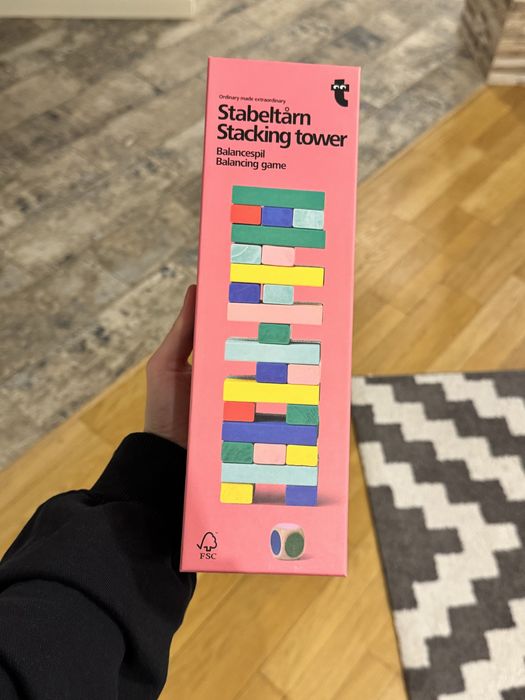 Ordinary made extraordinary
Stabeltårn
Stacking tower
Balancespil
Balancing game
FSC